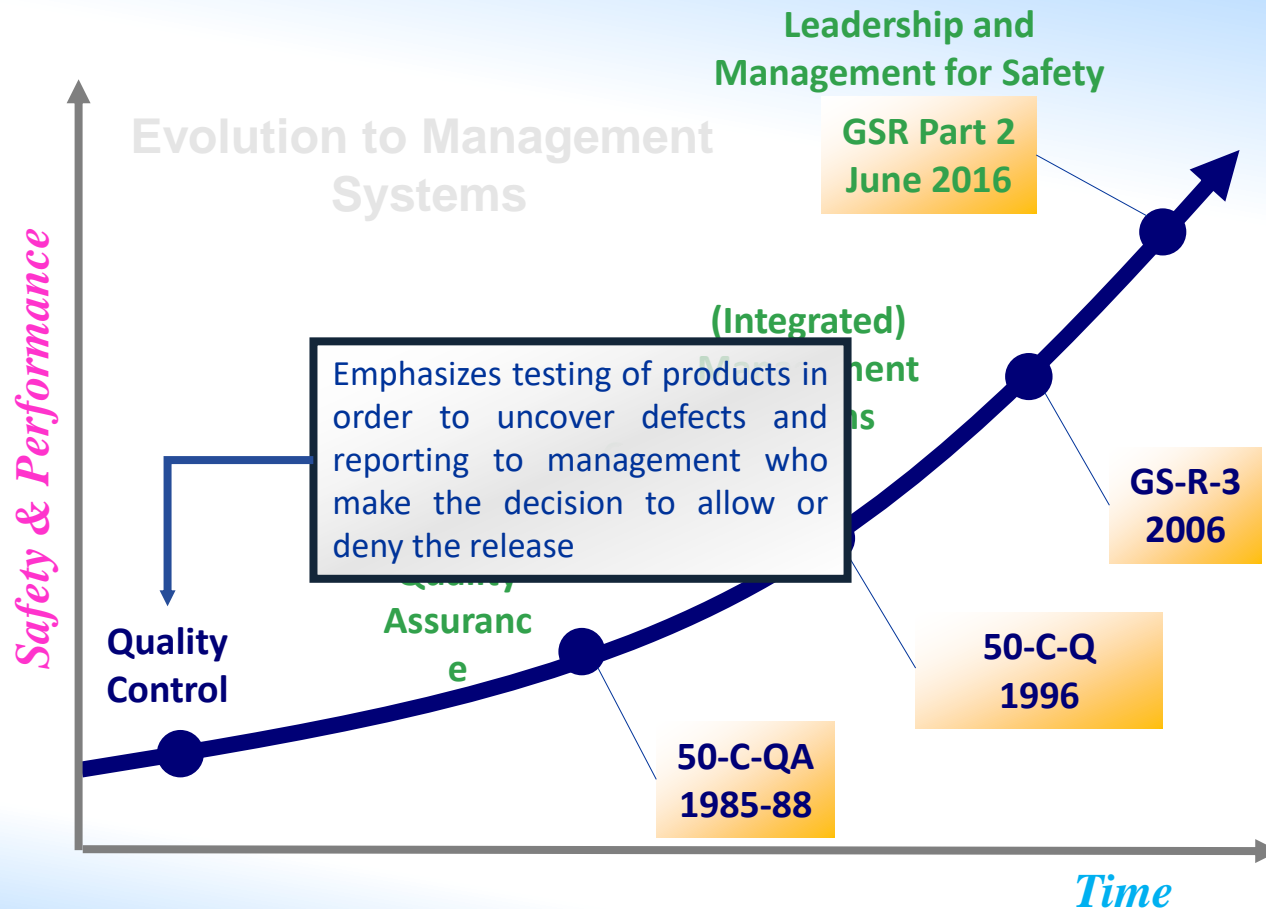 Leadership and
Management for Safety
Evolution to Management
Systems
GSR Part 2
June 2016
Safety & Performance
(Integrated)
Emphasizes testing of products in
order to uncover defects and
reporting to management who
make the decision to allow or
deny the release
GS-R-3
2006
Quality
Assuranc
e
Quality
Control
50-C-Q
1996
50-C-QA
1985-88
Time